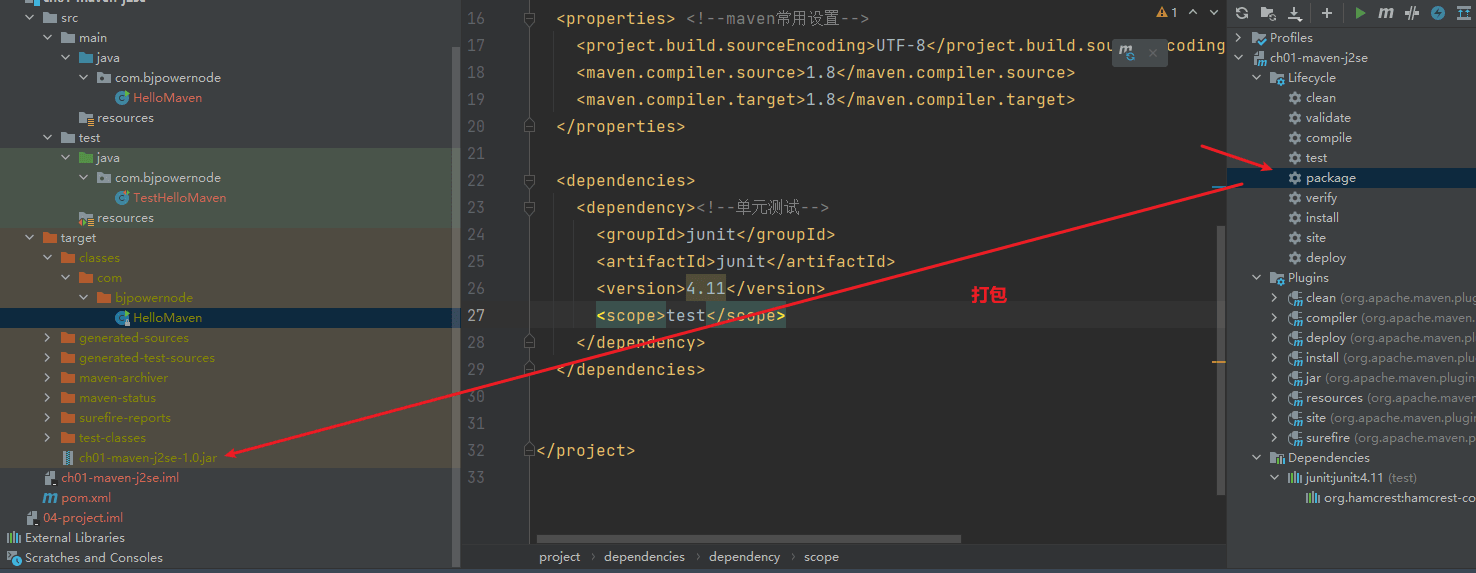 ch01-maven-j2se
src
main
java
com.bjpowernode
HelloMaven
resources
test
java
com.bjpowernode
TestHelloMaven
resources
target
classes
com
bjpowernode
HelloMaven
generated-sources
generated-test-sources
maven-archiver
maven-status
surefire-reports
test-classes
ch01-maven-j2se-1.0.jar
ch01-maven-j2se.iml
pom.xml
04-project.iml
External Libraries
Scratches and Consoles
16 <properties> <!--maven常用设置-->
17 <project.build.sourceEncoding>UTF-8</project.build.sou coding
18 <maven.compiler.source>1.8</maven.compiler.source>
19 <maven.compiler.target>1.8</maven.compiler.target>
20 </properties>
21
22 <dependencies>
23 <dependency><!--单元测试-->
24 <groupId>junit</groupId>
25 <artifactId>junit</artifactId>
26 <version>4.11</version>
27 <scope>test</scope>
28 </dependency>
29 </dependencies>
30
31
32 </project>
33
打包
1
project > dependencies > dependency > scope
Profiles
ch01-maven-j2se
Lifecycle
clean
validate
compile
test
package
verify
install
site
deploy
Plugins
clean (org.apache.maven.plugin
compiler (org.apache.maven.
deploy (org.apache.maven.plu
install (org.apache.maven.plug
jar (org.apache.maven.plugin
resources (org.apache.maven
site (org.apache.maven.plugin
surefire (org.apache.maven.p
Dependencies
junit:junit:4.11 (test)
org.hamcrest:hamcrest-co